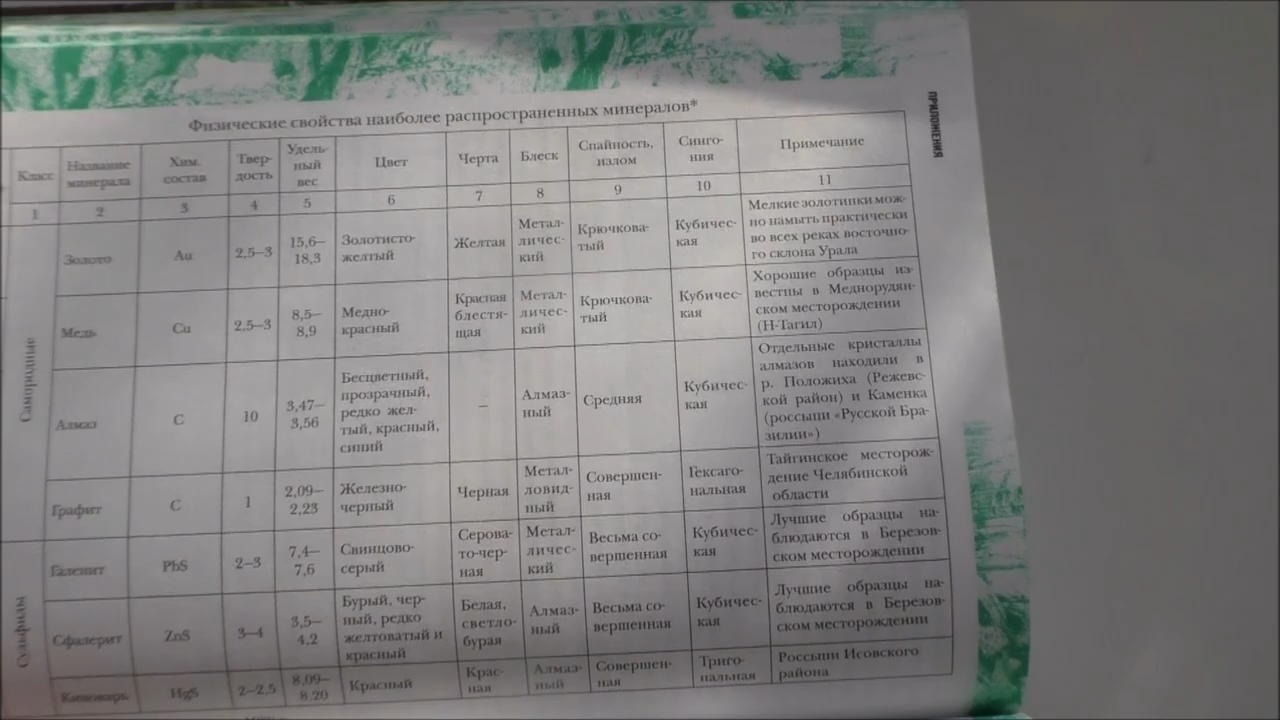 ПРИЛОЖЕНИЯ
Физические свойства наиболее распространенных минералов*
Класс
Название
минерала
Хим.
состав
Твер-
дость
Удель-
ный
вес
Цвет
Черта
Блеск
Спайность,
излом
Синго-
ния
Примечание
1
2
3
4
5
6
7
8
9
10
11
Самородные
Золото
Au
2,5–3
15,6–
18,3
Золотисто-
желтый
Желтая
Метал-
личес-
кий
Крючкова-
тый
Кубичес-
кая
Мелкие золотинки мож-
но намыть практически
во всех реках восточно-
го склона Урала
Медь
Cu
2,5–3
8,5–
8,9
Медно-
красный
Красная
блестя-
щая
Метал-
личес-
кий
Крючкова-
тый
Кубичес-
кая
Хорошие образцы из-
вестны в Меднорудян-
ском месторождении
(Н-Тагил)
Алмаз
C
10
3,47–
3,56
Бесцветный,
прозрачный,
редко жел-
тый, красный,
синий
–
Алмаз-
ный
Средняя
Кубичес-
кая
Отдельные кристаллы
алмазов находили в
р. Положиха (Режевс-
кой район) и Каменка
(россыпи «Русской Бра-
зилии»)
Графит
C
1
2,09–
2,23
Железно-
черный
Черная
Метал-
ловид-
ный
Совершен-
ная
Гексаго-
нальная
Тайгинское месторож-
дение Челябинской
области
Сульфиды
Галенит
PbS
2–3
7,4–
7,6
Свинцово-
серый
Серова-
то-чер-
ная
Метал-
личес-
кий
Весьма со-
вершенная
Кубичес-
кая
Лучшие образцы на-
блюдаются в Березов-
ском месторождении
Сфалерит
ZnS
3–4
3,5–
4,2
Бурый, чер-
ный, редко
желтоватый и
красный
Белая,
светло-
бурая
Алмаз-
ный
Весьма со-
вершенная
Кубичес-
кая
Лучшие образцы на-
блюдаются в Березов-
ском месторождении
Киноварь
HgS
2–2,5
8,09–
8,20
Красный
Крас-
ная
Алмаз-
ный
Совершен-
ная
Триго-
нальная
Россыпи Исовского
района